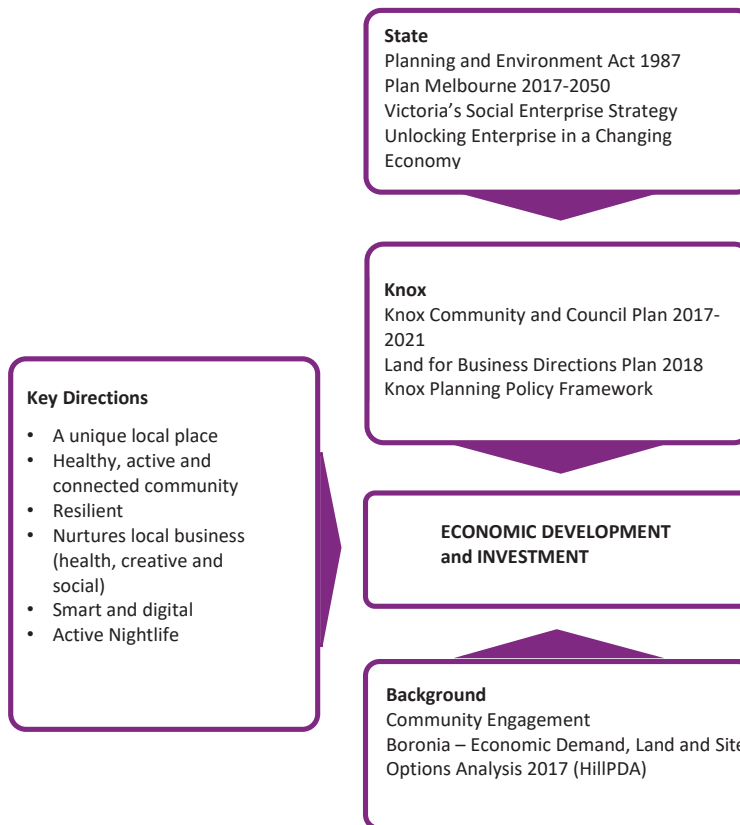 State
Planning and Environment Act 1987
Plan Melbourne 2017-2050
Victoria's Social Enterprise Strategy
Unlocking Enterprise in a Changing
Economy
Knox
Knox Community and Council Plan 2017-
2021
Land for Business Directions Plan 2018
Knox Planning Policy Framework
Key Directions
• A unique local place
• Healthy, active and
connected community
• Resilient
• Nurtures local business
(health, creative and
social)
• Smart and digital
• Active Nightlife
ECONOMIC DEVELOPMENT
and INVESTMENT
Background
Community Engagement
Boronia – Economic Demand, Land and Site
Options Analysis 2017 (HillPDA)